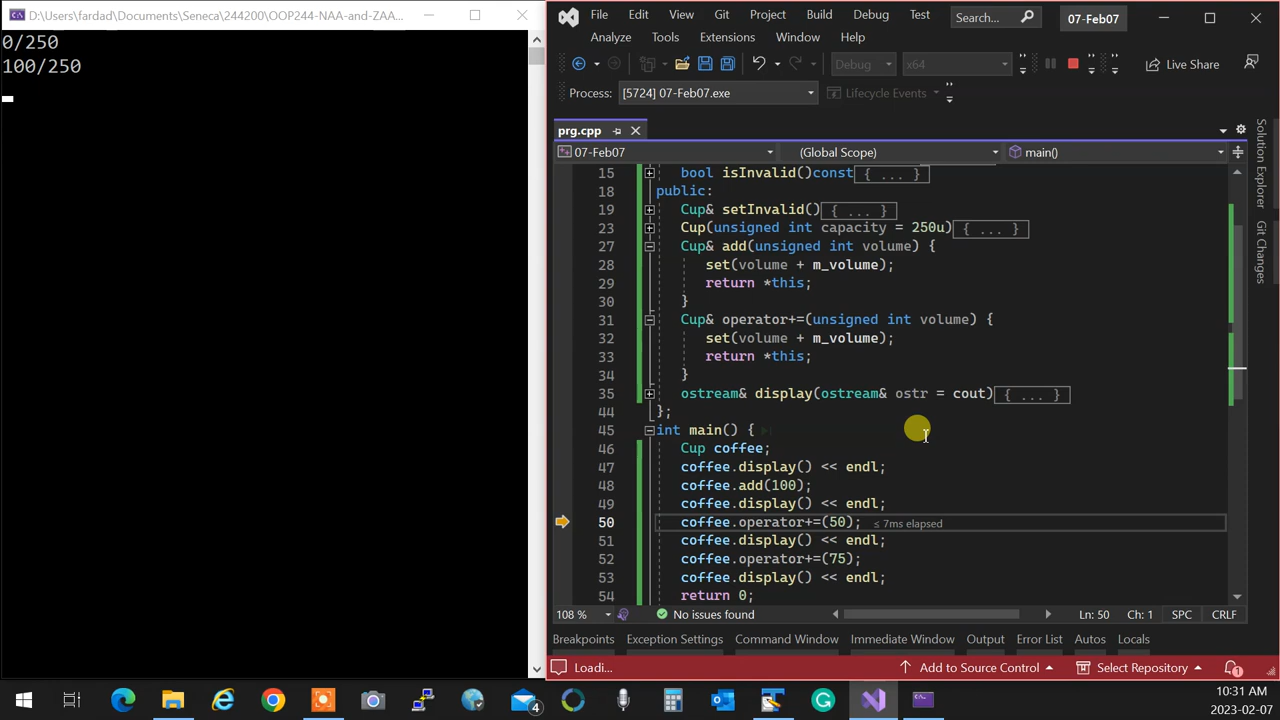 D:\Users\fardad\Documents\Seneca\244200\OOP244-NAA-and-ZAA...
0/250
100/250
File Edit View Git Project Build Debug Test Search... 07-Feb07
Analyze Tools Extensions Window Help
Debug x64 Live Share
Process: [5724] 07-Feb07.exe Lifecycle Events
prg.cpp
07-Feb07 (Global Scope) main()
15 bool isInvalid()const{ ... }
18 public:
19 Cup& setInvalid(){ ... }
23 Cup(unsigned int capacity = 250u){ ... }
27 Cup& add(unsigned int volume) {
28 set(volume + m_volume);
29 return *this;
30 }
31 Cup& operator+=(unsigned int volume) {
32 set(volume + m_volume);
33 return *this;
34 }
35 ostream& display(ostream& ostr = cout){ ... }
44 };
45 int main() {
46 Cup coffee;
47 coffee.display() << endl;
48 coffee.add(100);
49 coffee.display() << endl;
50 coffee.operator+=(50); ≤ 7ms elapsed
51 coffee.display() << endl;
52 coffee.operator+=(75);
53 coffee.display() << endl;
54 return 0;
Solution Explorer
Git Changes
108 % No issues found Ln: 50 Ch: 1 SPC CRLF
Breakpoints Exception Settings Command Window Immediate Window Output Error List Autos Locals
Loadi... Add to Source Control Select Repository 1
4
10:31 AM
2023-02-07